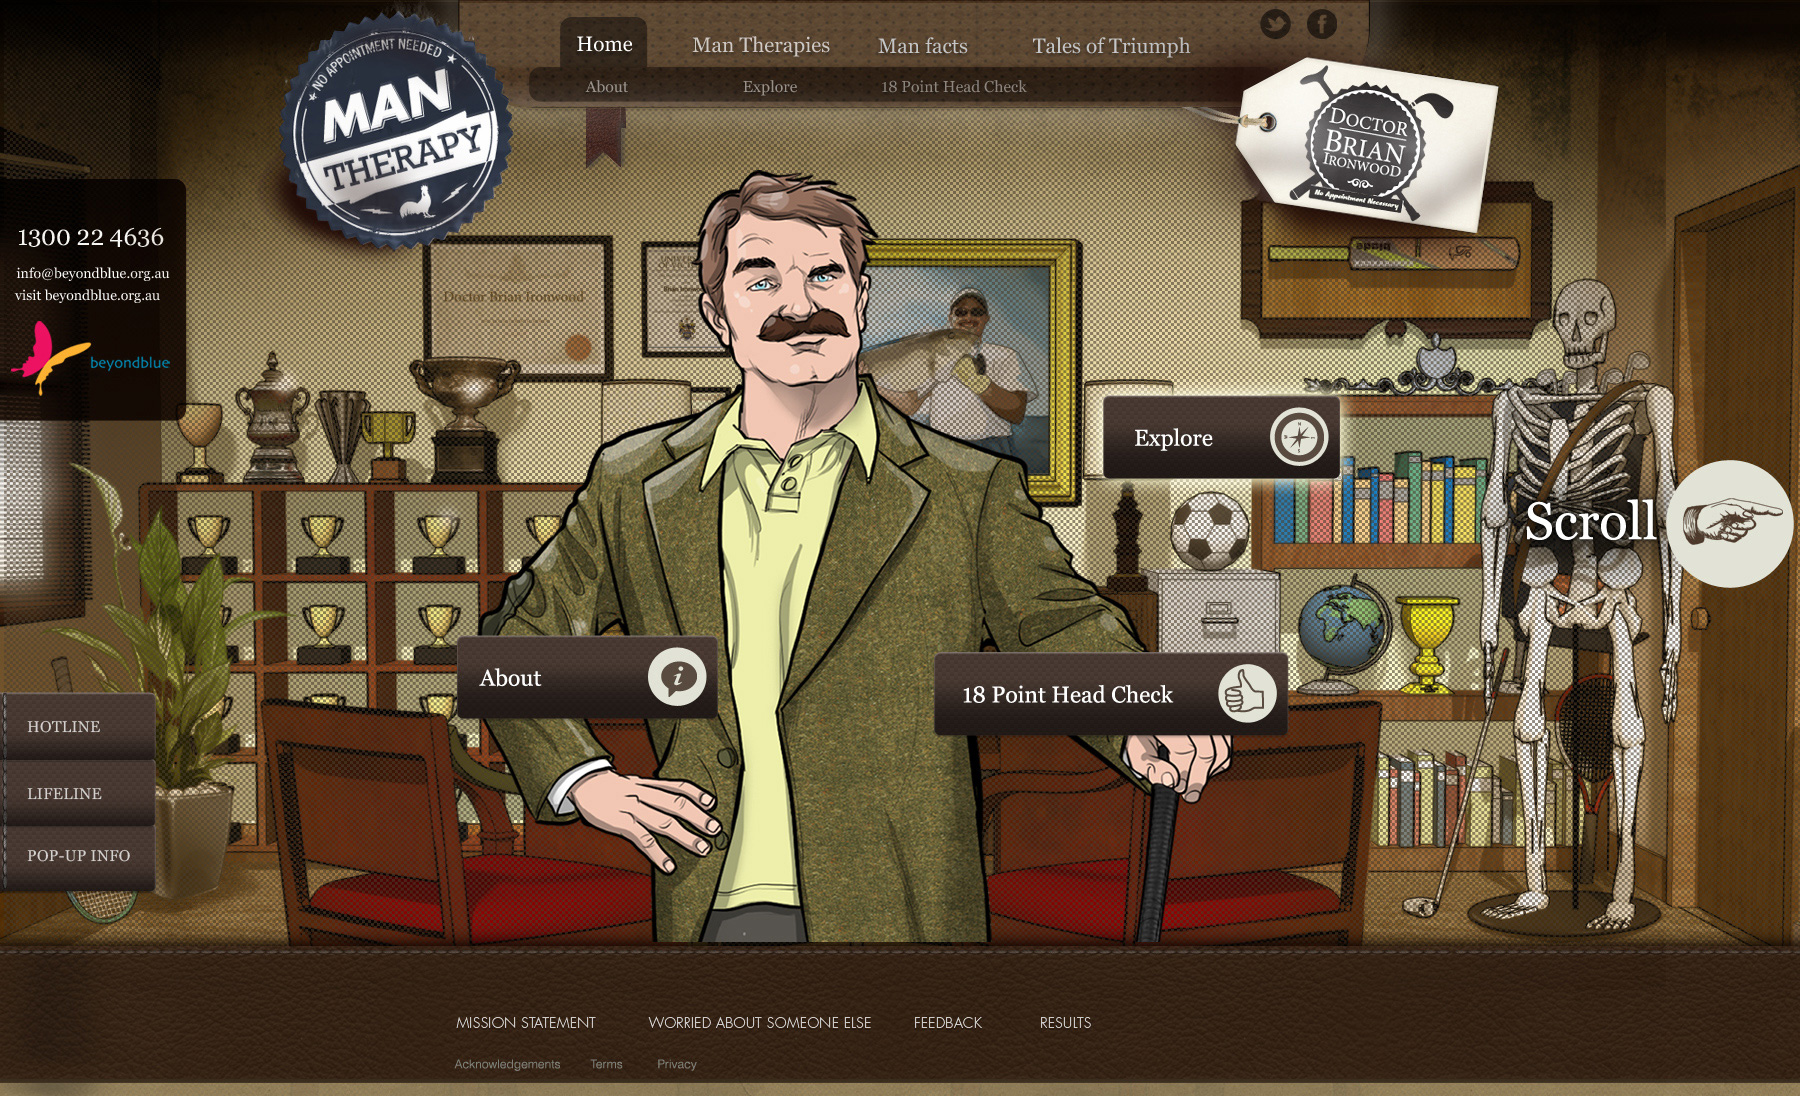 NO APPOINTMENT NEEDED
MAN
THERAPY
Home
Man Therapies
Man facts
Tales of Triumph
About
Explore
18 Point Head Check
DOCTOR
BRIAN
IRONWOOD
No Appointment Necessary
1300 22 4636
info@beyondblue.org.au
visit beyondblue.org.au
beyondblue
Doctor Brian Ironwood
Brian Ironwood
Explore
Scroll
About
18 Point Head Check
HOTLINE
LIFELINE
POP-UP INFO
MISSION STATEMENT
WORRIED ABOUT SOMEONE ELSE
FEEDBACK
RESULTS
Acknowledgements
Terms
Privacy